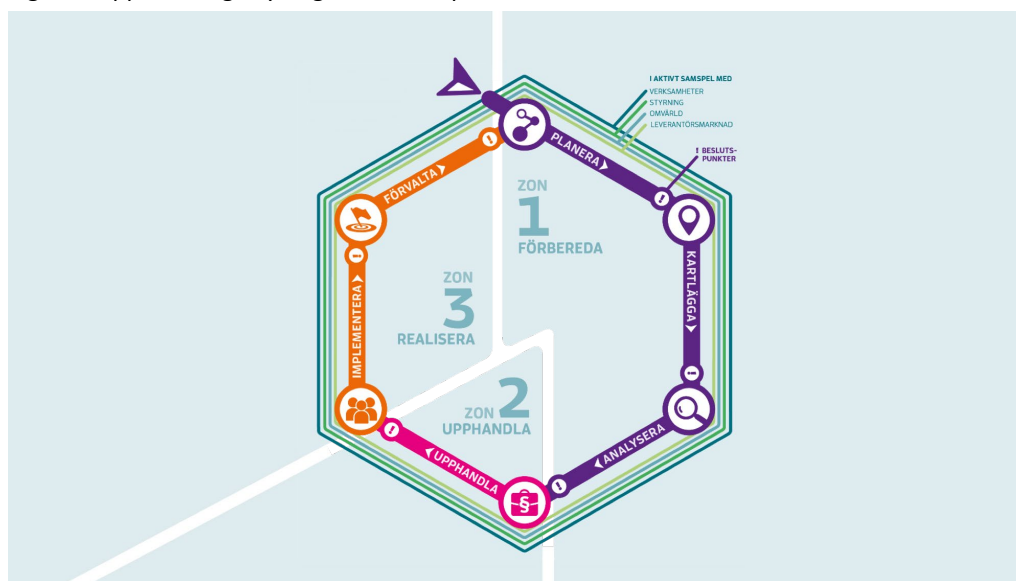 I AKTIVT SAMSPEL MED
VERKSAMHETER
STYRNING
OMVÄRLD
LEVERANTÖRSMARKNAD
! BESLUTS-
PUNKTER
PLANERA
ZON
1
FÖRBEREDA
KARTLÄGGA
ANALYSERA
ZON 2
UPPHANDLA
UPPHANDLA
§
ZON
3
REALISERA
IMPLEMENTERA
FÖRVALTA
!
!
!
!
!
!